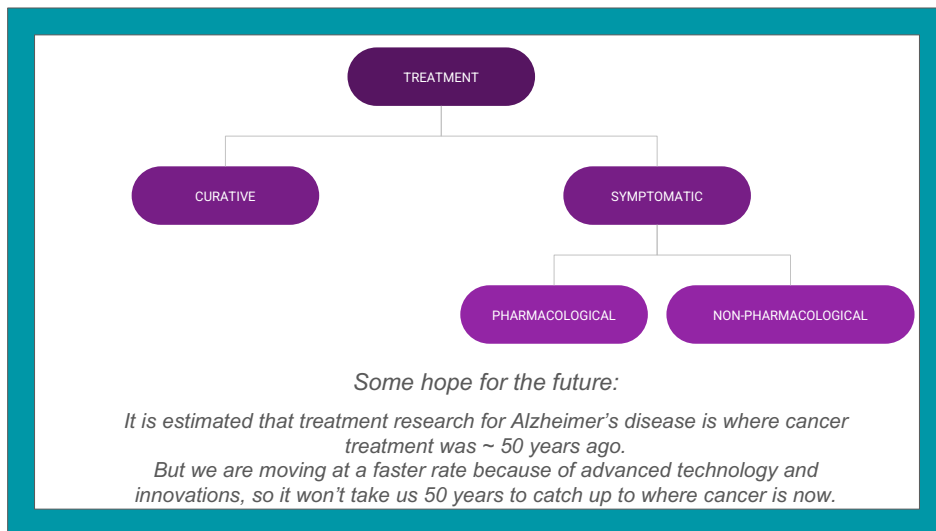 TREATMENT
CURATIVE
SYMPTOMATIC
PHARMACOLOGICAL
NON-PHARMACOLOGICAL
Some hope for the future:
It is estimated that treatment research for Alzheimer’s disease is where cancer
treatment was ~ 50 years ago.
But we are moving at a faster rate because of advanced technology and
innovations, so it won’t take us 50 years to catch up to where cancer is now.